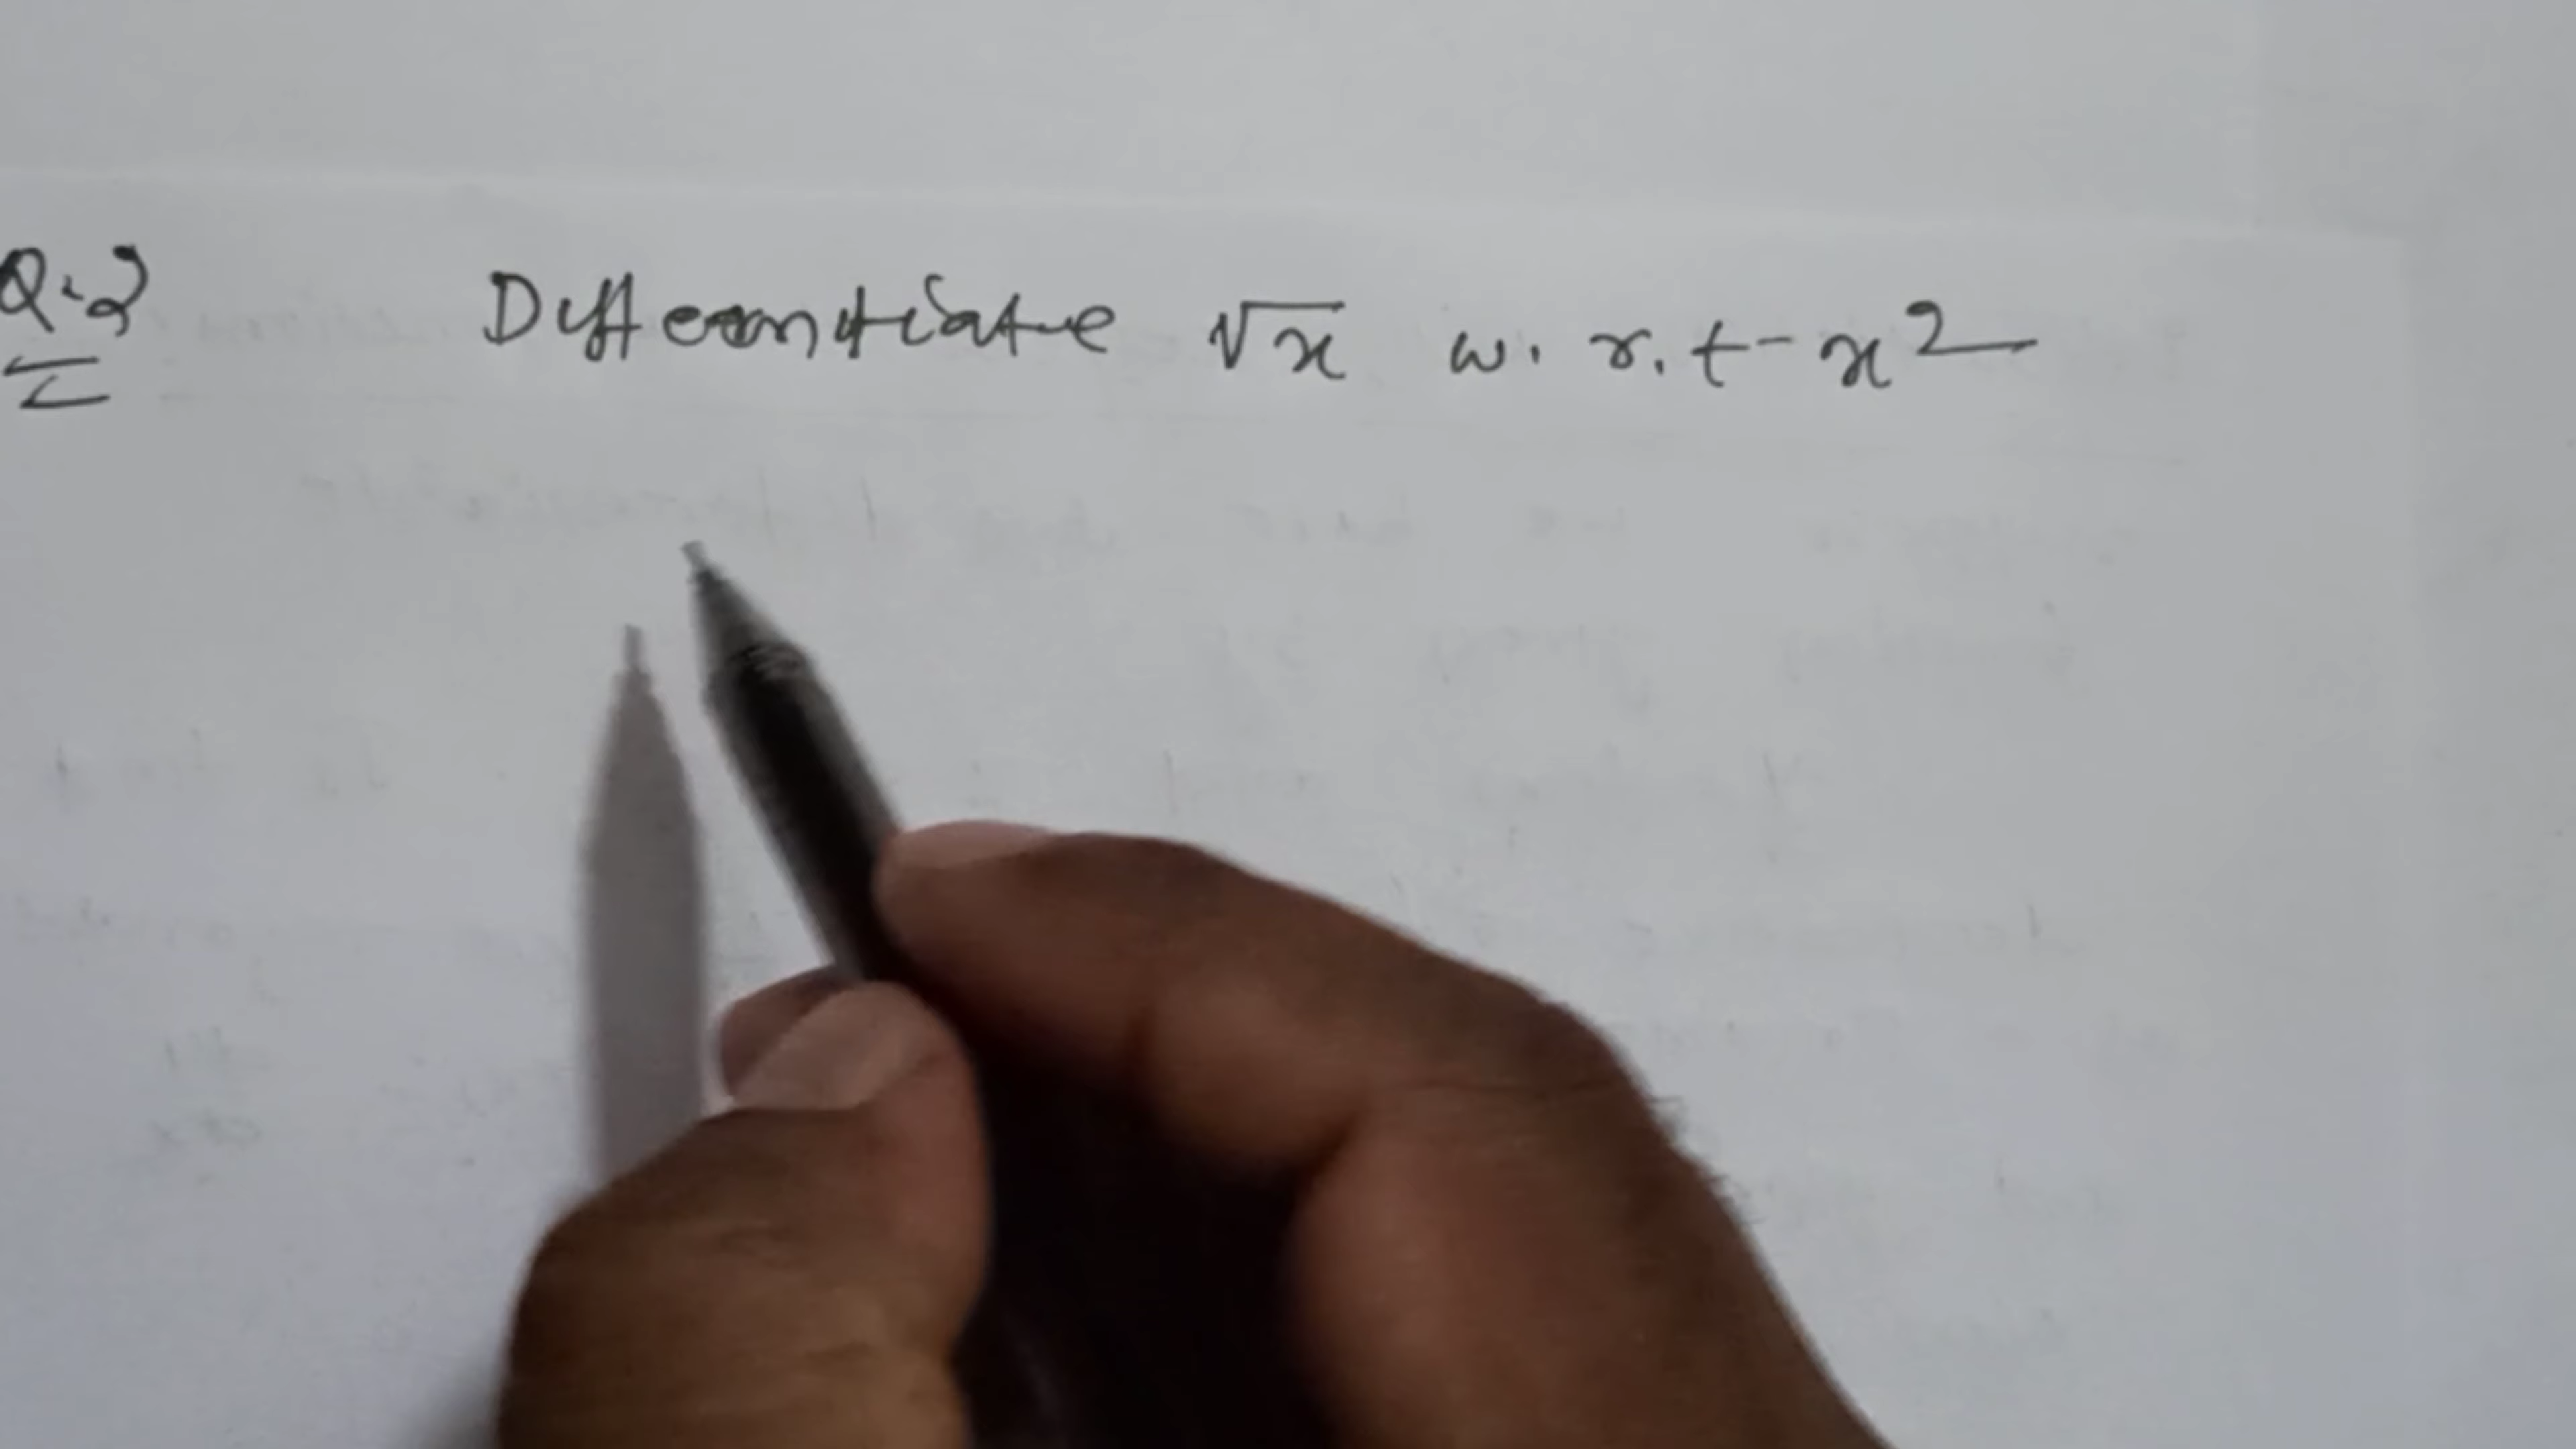 Q.2 Differentiate √x w.r.t- x²